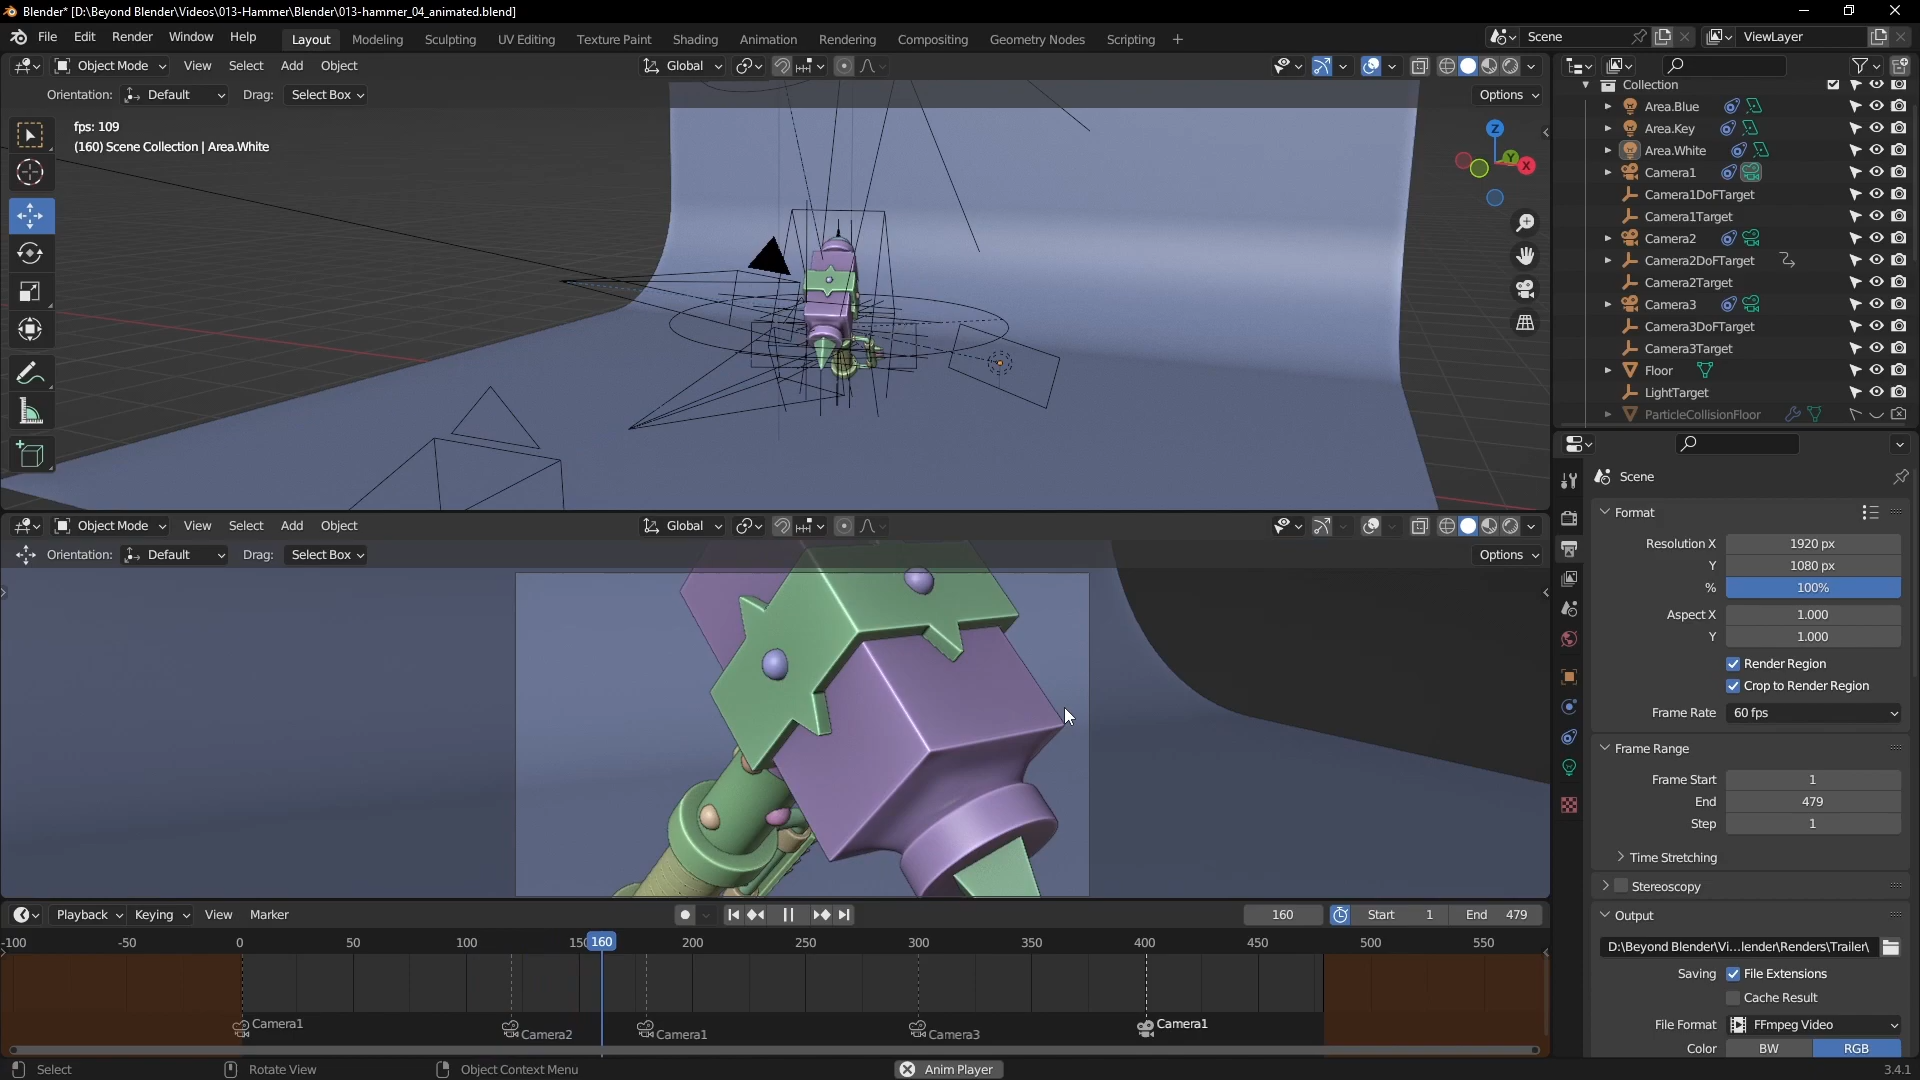 Blender* [D:\Beyond Blender\Videos\013-Hammer\Blender\013-hammer_04_animated.blend]
File Edit Render Window Help Layout Modeling Sculpting UV Editing Texture Paint Shading Animation Rendering Compositing Geometry Nodes Scripting + Scene ViewLayer
Object Mode View Select Add Object Global
Orientation: Default Drag: Select Box Options
fps: 109
(160) Scene Collection | Area.White
Z
Y
X
Collection
Area.Blue
Area.Key
Area.White
Camera1
Camera1DoFTarget
Camera1Target
Camera2
Camera2DoFTarget
Camera2Target
Camera3
Camera3DoFTarget
Camera3Target
Floor
LightTarget
ParticleCollisionFloor
Object Mode View Select Add Object Global
Orientation: Default Drag: Select Box Options
Scene
Format
Resolution X 1920 px
Y 1080 px
% 100%
Aspect X 1.000
Y 1.000
Render Region
Crop to Render Region
Frame Rate 60 fps
Frame Range
Frame Start 1
End 479
Step 1
Time Stretching
Stereoscopy
Output
D:\Beyond Blender\Vi...lender\Renders\Trailer\
Saving File Extensions
Cache Result
File Format FFmpeg Video
Color BW RGB
Playback Keying View Marker 160 Start 1 End 479
-100 -50 0 50 100 150 160 200 250 300 350 400 450 500 550
Camera1 Camera2 Camera1 Camera3 Camera1
Select Rotate View Object Context Menu Anim Player 3.4.1